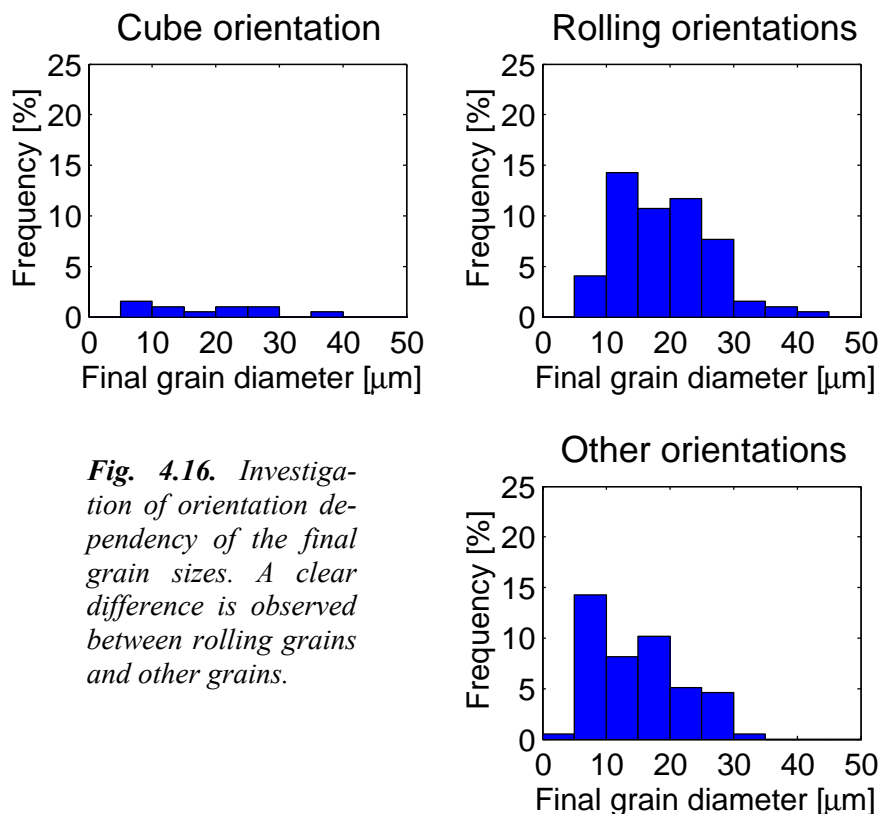 Cube orientation
25
20
15
10
5
0
Frequency [%]
0 10 20 30 40 50
Final grain diameter [μm]
Rolling orientations
25
20
15
10
5
0
Frequency [%]
0 10 20 30 40 50
Final grain diameter [μm]
Fig. 4.16. Investiga-
tion of orientation de-
pendency of the final
grain sizes. A clear
difference is observed
between rolling grains
and other grains.
Other orientations
25
20
15
10
5
0
Frequency [%]
0 10 20 30 40 50
Final grain diameter [μm]